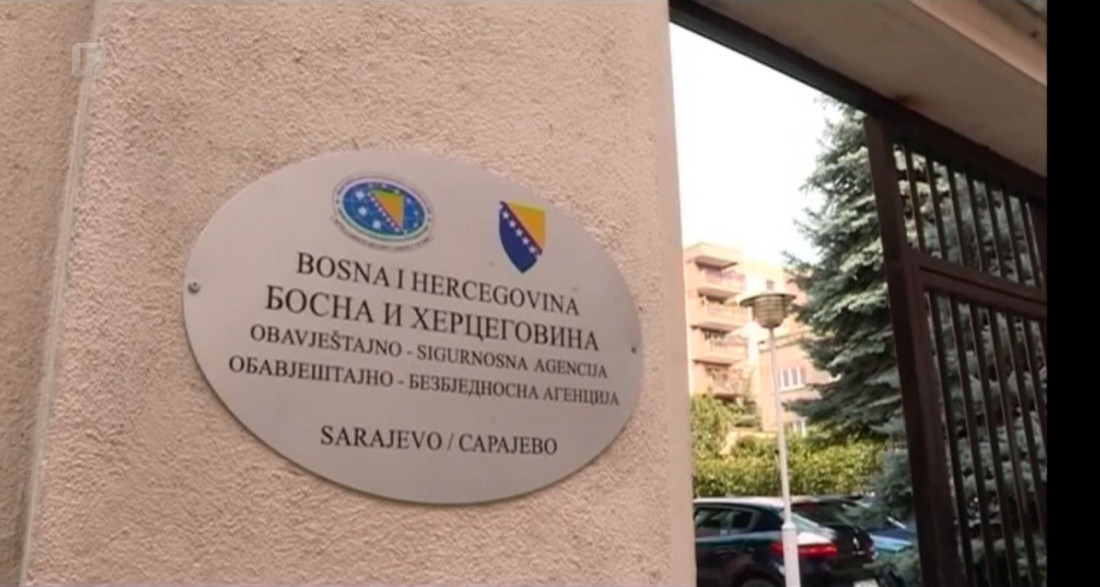 BOSNA I HERCEGOVINA
БОСНА И ХЕРЦЕГОВИНА
OBAVJEŠTAJNO - SIGURNOSNA AGENCIJA
ОБАВЈЕШТАЈНО - БЕЗБЈЕДНОСНА АГЕНЦИЈА
SARAJEVO / САРАЈЕВО